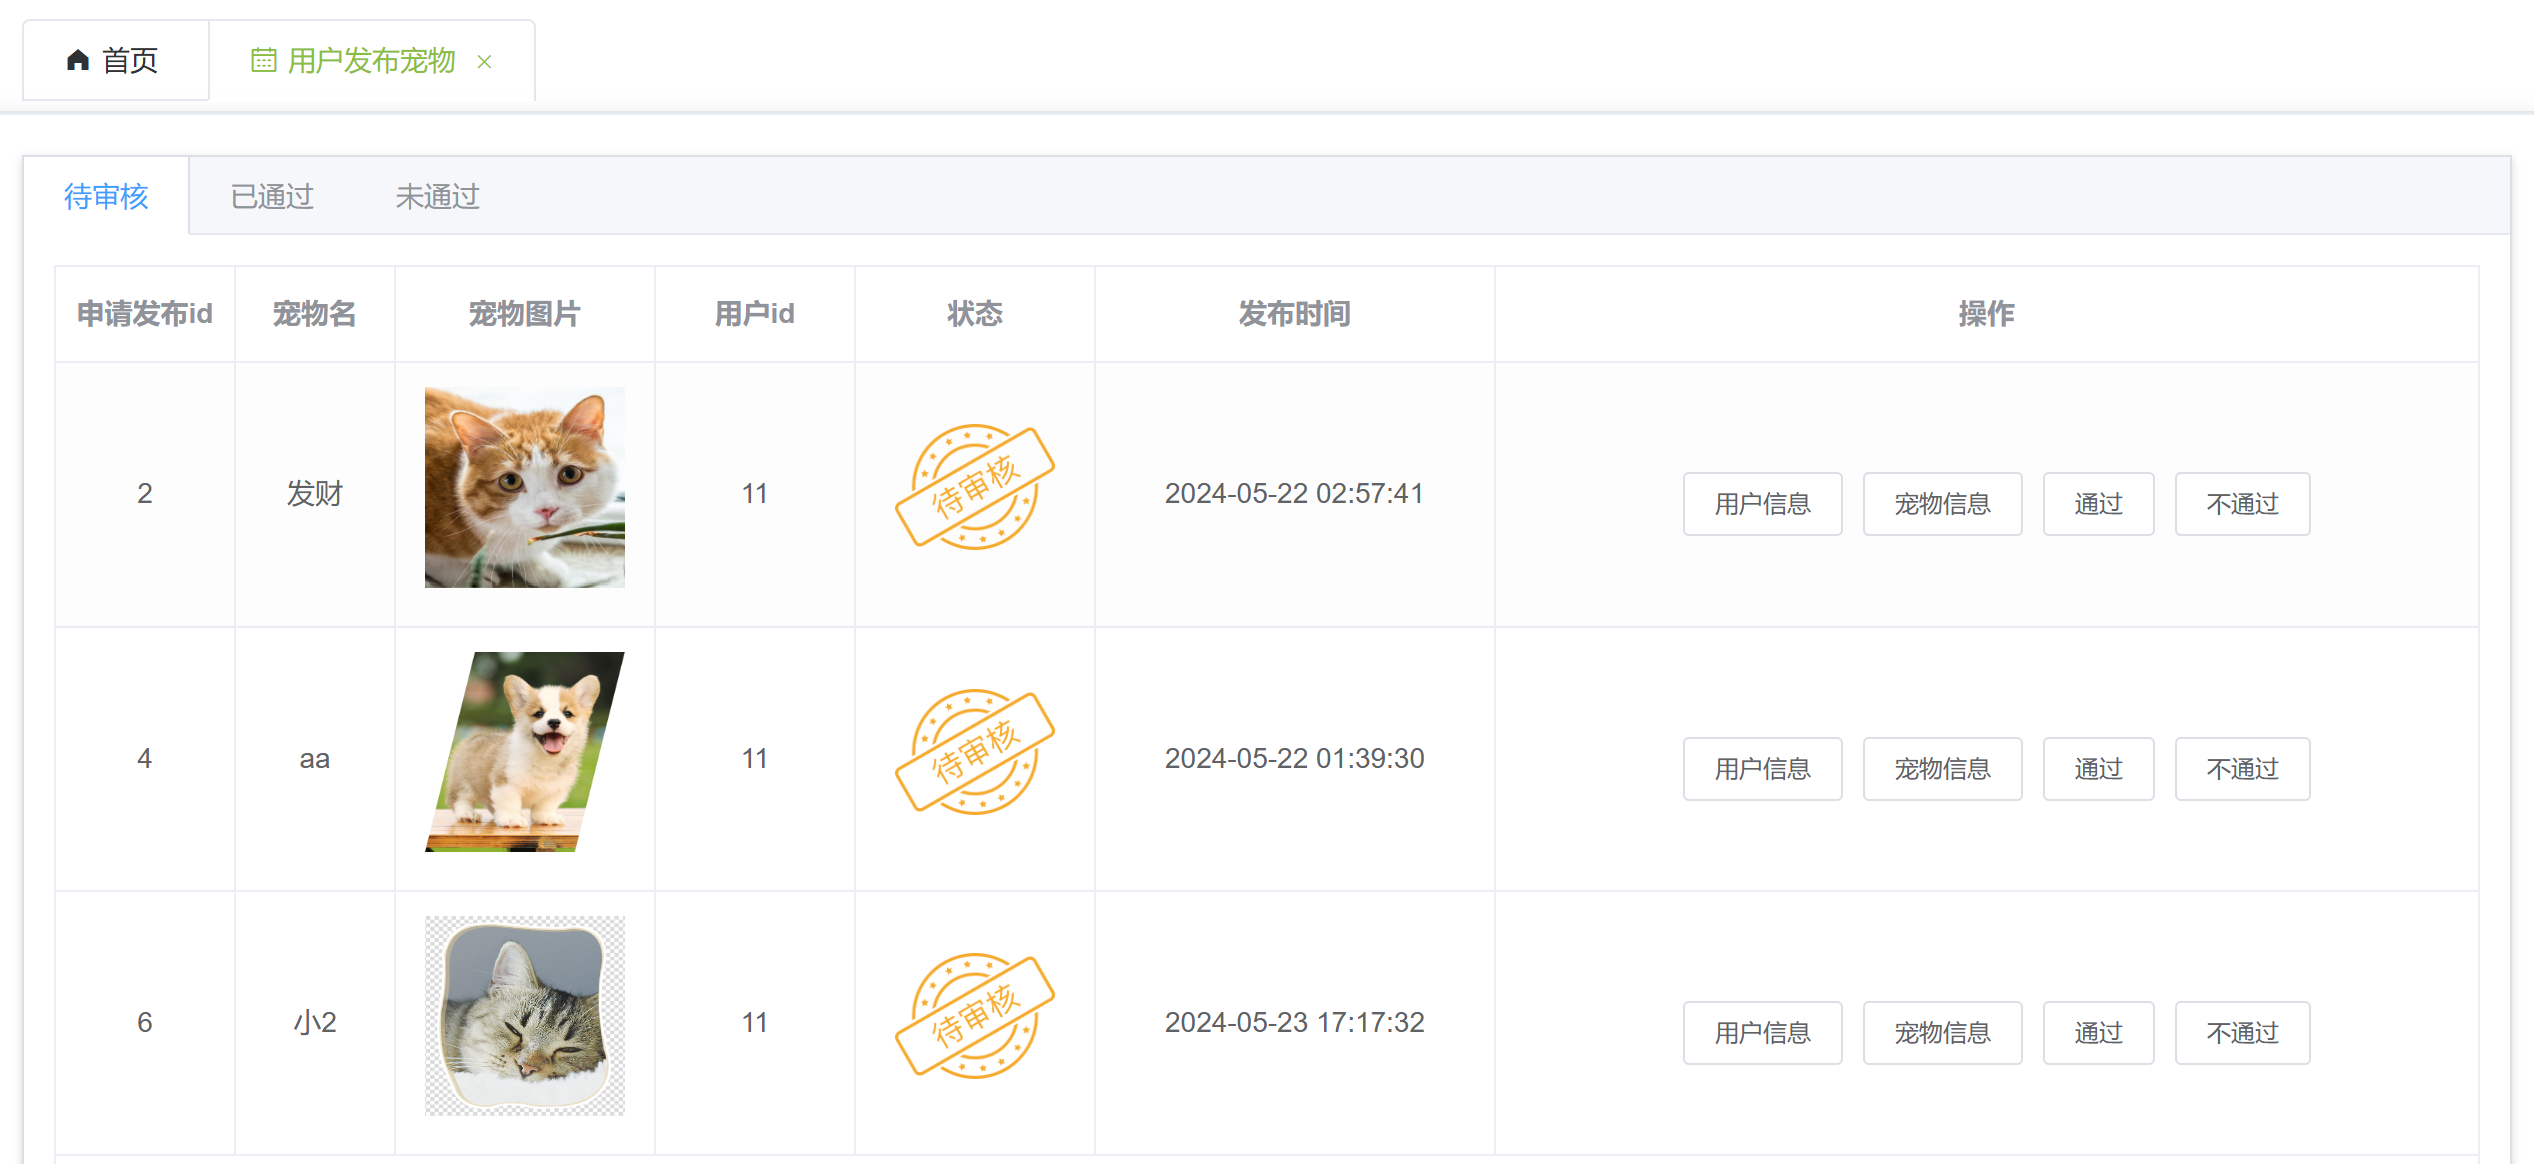 首页
用户发布宠物
待审核 已通过 未通过
申请发布id 宠物名 宠物图片 用户id 状态 发布时间 操作
2 发财 11 待审核 2024-05-22 02:57:41 用户信息 宠物信息 通过 不通过
4 aa 11 待审核 2024-05-22 01:39:30 用户信息 宠物信息 通过 不通过
6 小2 11 待审核 2024-05-23 17:17:32 用户信息 宠物信息 通过 不通过